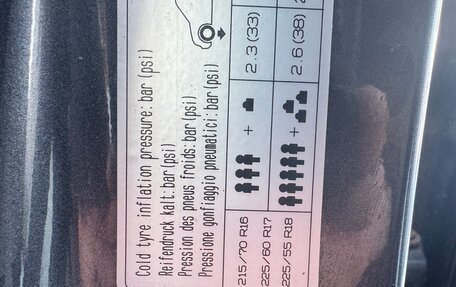 Cold tyre inflation pressure: bar (psi)
Reifendruck kalt: bar (psi)
Pression des pneus froids: bar (psi)
Pressione gonfiaggio pneumatici: bar (psi)
215/70 R16
225/60 R17
225/55 R18
+
2.3 (33)
+
2.6 (38)